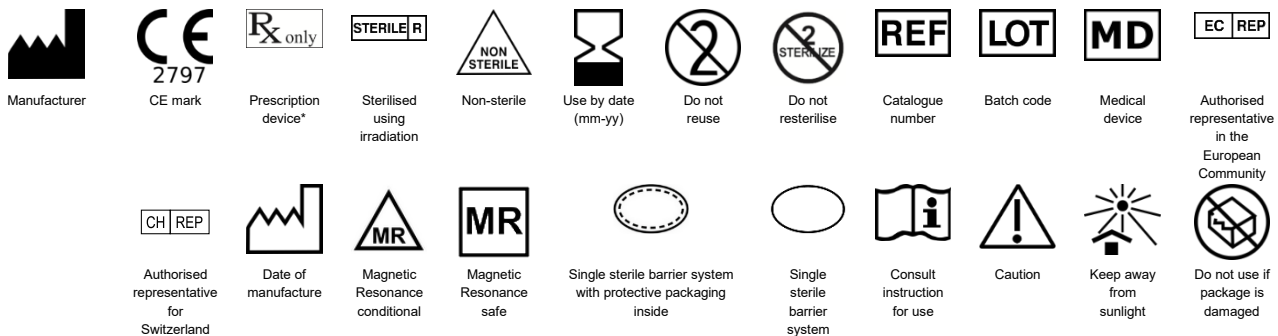 2797
Rx only
STERILE R
NON
STERILE
2
2
STERILIZE
REF
LOT
MD
EC REP
Manufacturer
CE mark
Prescription
device*
Sterilised
using
irradiation
Non-sterile
Use by date
(mm-yy)
Do not
reuse
Do not
resterilise
Catalogue
number
Batch code
Medical
device
Authorised
representative
in the
European
Community
CH REP
MR
MR
i
Authorised
representative
for
Switzerland
Date of
manufacture
Magnetic
Resonance
conditional
Magnetic
Resonance
safe
Single sterile barrier system
with protective packaging
inside
Single
sterile
barrier
system
Consult
instruction
for use
Caution
Keep away
from
sunlight
Do not use if
package is
damaged